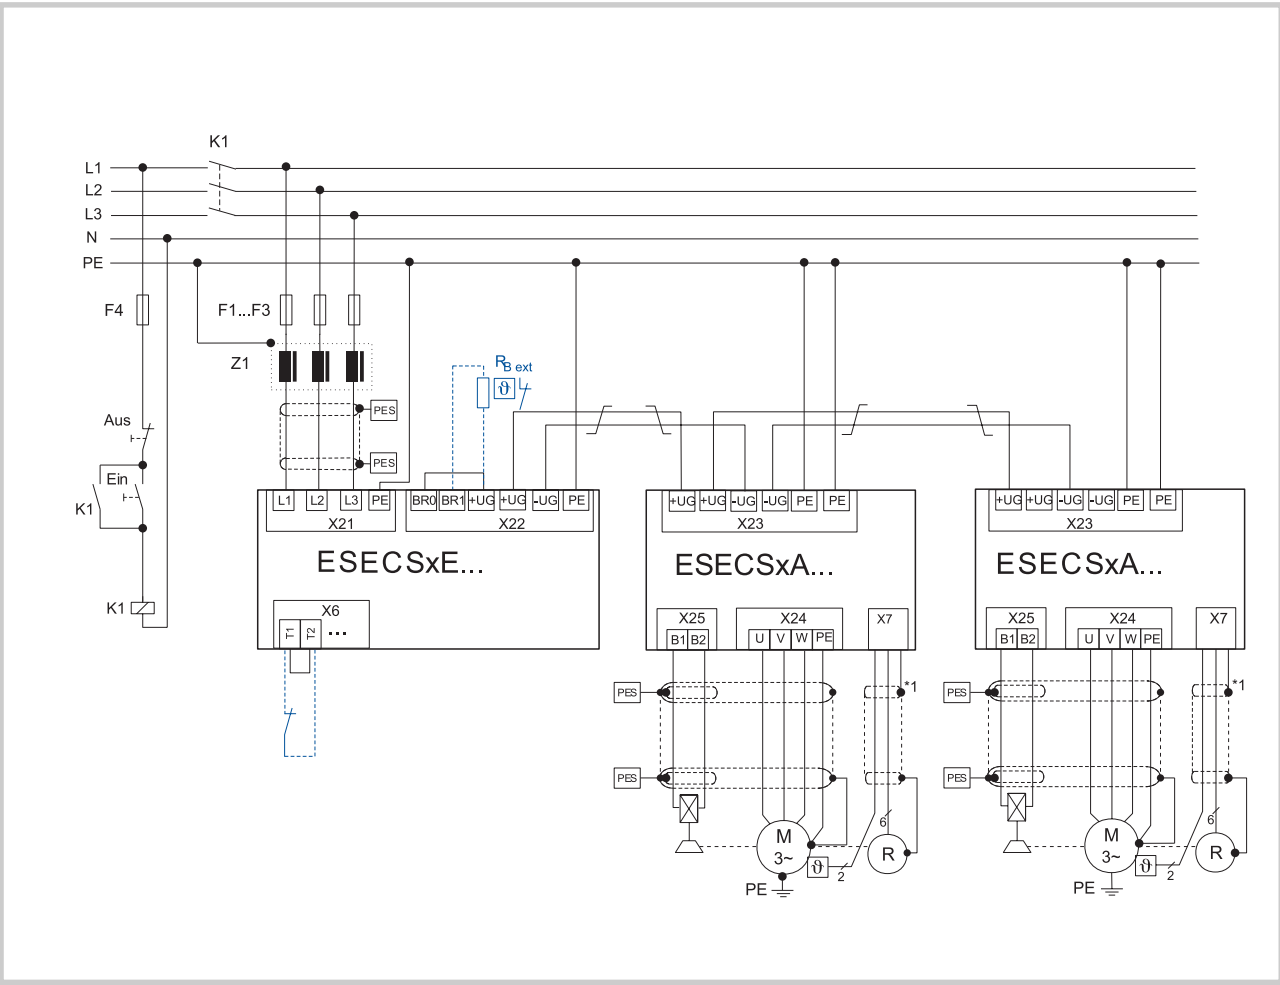 K1
L1
L2
L3
N
PE
F4
F1...F3
Z1
R B ext
ϑ
Aus
PES
PES
Ein
K1
K1
L1 L2 L3 PE
X21
BR0 BR1 +UG +UG -UG PE
X22
ESECSxE...
X6
T1 T2 ...
+UG +UG -UG -UG PE PE
X23
ESECSxA...
X25
B1 B2
X24
U V W PE
X7
PES
*1
PES
6
M
3~
ϑ
2
R
PE
+UG +UG -UG -UG PE PE
X23
ESECSxA...
X25
B1 B2
X24
U V W PE
X7
PES
*1
PES
6
M
3~
ϑ
2
R
PE